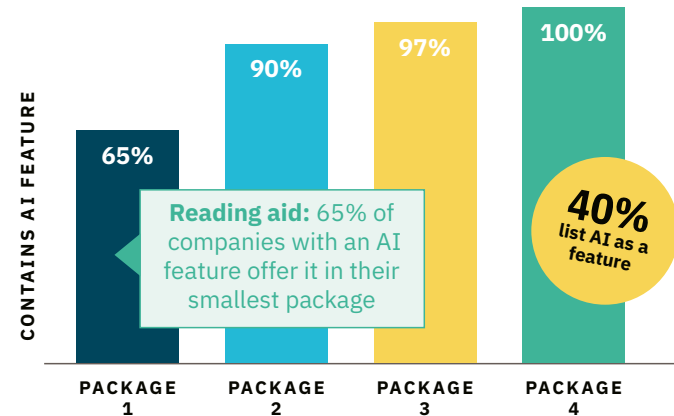 CONTAINS AI FEATURE
65%
90%
97%
100%
Reading aid: 65% of
companies with an AI
feature offer it in their
smallest package
40%
list AI as a
feature
PACKAGE
1
PACKAGE
2
PACKAGE
3
PACKAGE
4